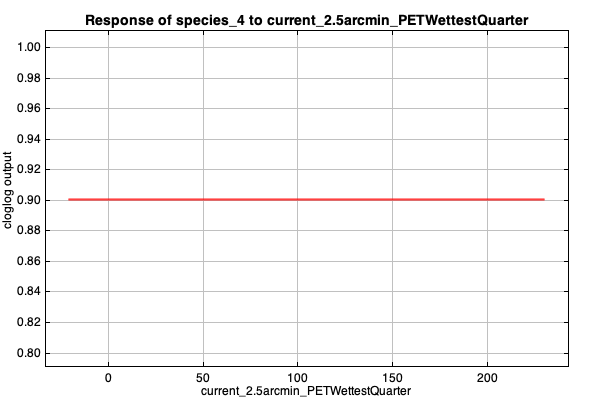 Response of species_4 to current_2.5arcmin_PETWettestQuarter
1.00
0.98
0.96
0.94
0.92
0.90
0.88
0.86
0.84
0.82
0.80
cloglog output
0 50 100 150 200
current_2.5arcmin_PETWettestQuarter